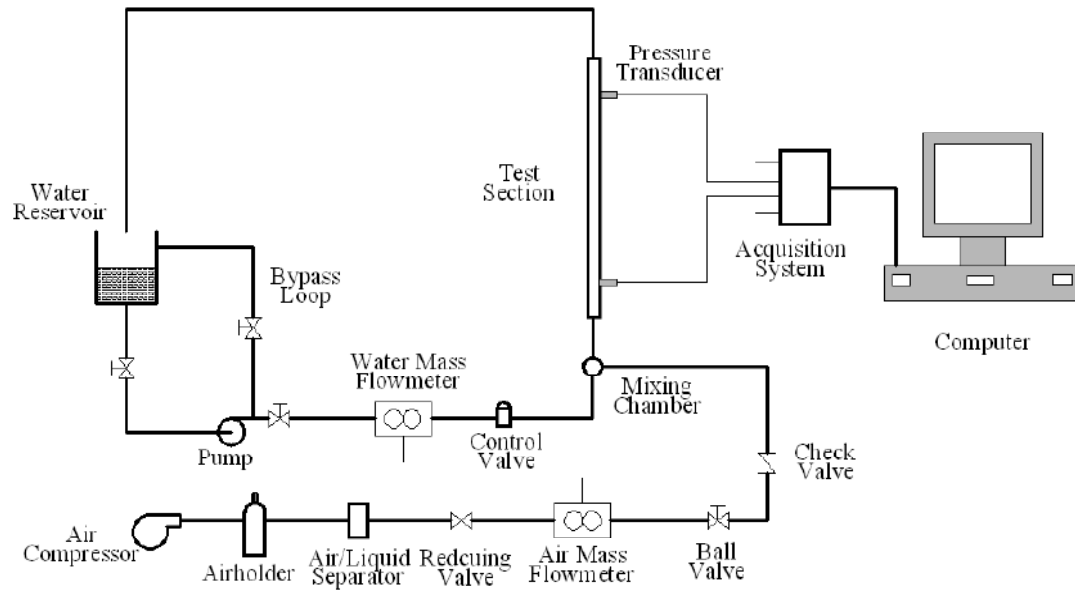 Pressure
Transducer
Water
Reservoir
Test
Section
Acquisition
System
Bypass
Loop
Computer
Water Mass
Flowmeter
Mixing
Chamber
Pump
Control
Valve
Check
Valve
Air
Compressor
Airholder
Air/Liquid
Separator
Redcuing
Valve
Air Mass
Flowmeter
Ball
Valve